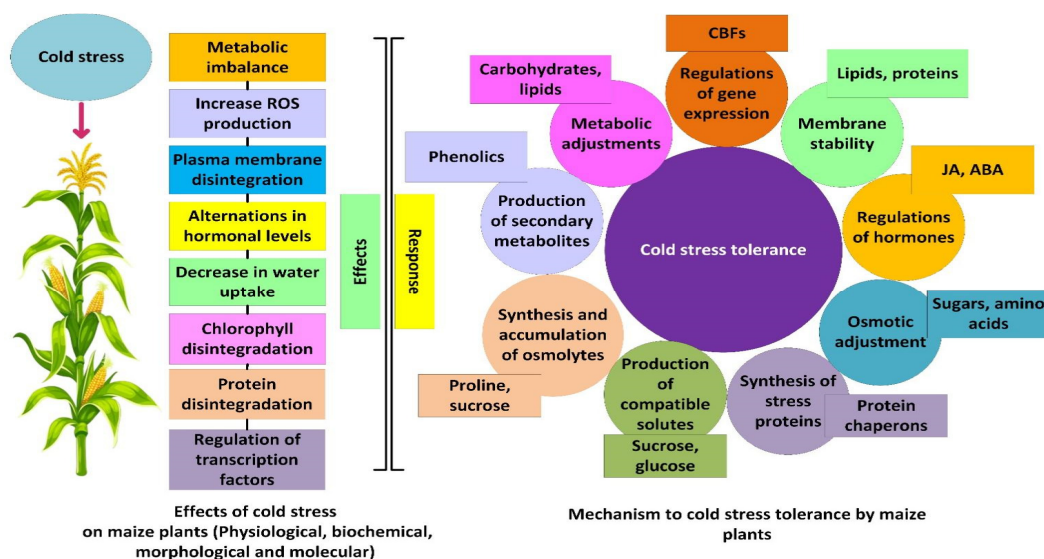 Cold stress
Metabolic
imbalance
Increase ROS
production
Plasma membrane
disintegration
Alternations in
hormonal levels
Decrease in water
uptake
Chlorophyll
disintegradation
Protein
disintegradation
Regulation of
transcription
factors
Effects
Response
Effects of cold stress
on maize plants (Physiological, biochemical,
morphological and molecular)
CBFs
Regulations
of gene
expression
Lipids, proteins
Membrane
stability
JA, ABA
Regulations
of hormones
Sugars, amino
acids
Osmotic
adjustment
Synthesis of
stress
proteins
Protein
chaperons
Production
of
compatible
solutes
Sucrose,
glucose
Synthesis and
accumulation
of osmolytes
Proline,
sucrose
Production
of secondary
metabolites
Phenolics
Metabolic
adjustments
Carbohydrates,
lipids
Cold stress tolerance
Mechanism to cold stress tolerance by maize
plants